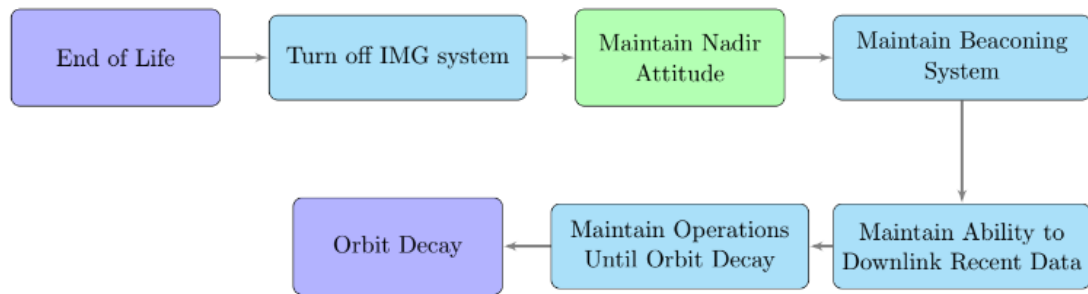 End of Life
Turn off IMG system
Maintain Nadir
Attitude
Maintain Beaconing
System
Maintain Ability to
Downlink Recent Data
Maintain Operations
Until Orbit Decay
Orbit Decay